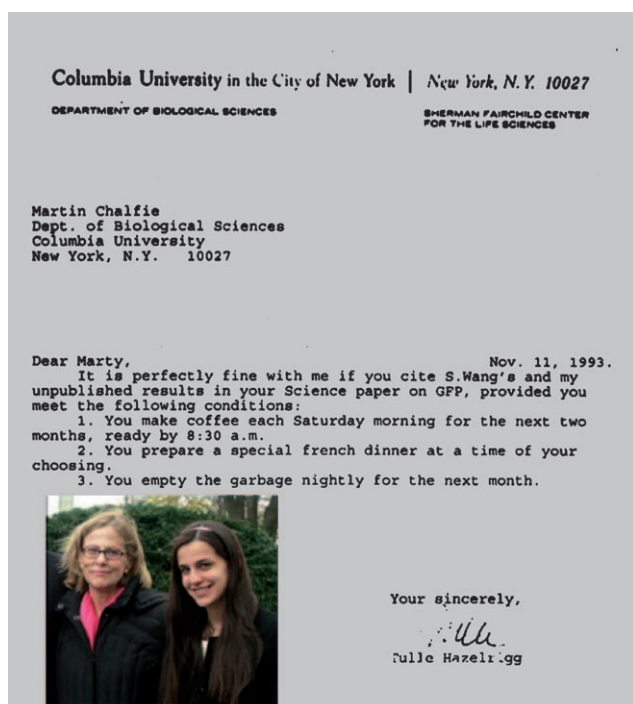 Columbia University in the City of New York | New York, N. Y. 10027
DEPARTMENT OF BIOLOGICAL SCIENCES
SHERMAN FAIRCHILD CENTER
FOR THE LIFE SCIENCES
Martin Chalfie
Dept. of Biological Sciences
Columbia University
New York, N.Y. 10027
Dear Marty, Nov. 11, 1993.
It is perfectly fine with me if you cite S.Wang's and my
unpublished results in your Science paper on GFP, provided you
meet the following conditions:
1. You make coffee each Saturday morning for the next two
months, ready by 8:30 a.m.
2. You prepare a special french dinner at a time of your
choosing.
3. You empty the garbage nightly for the next month.
Your sincerely,
Tulle Hazelrigg